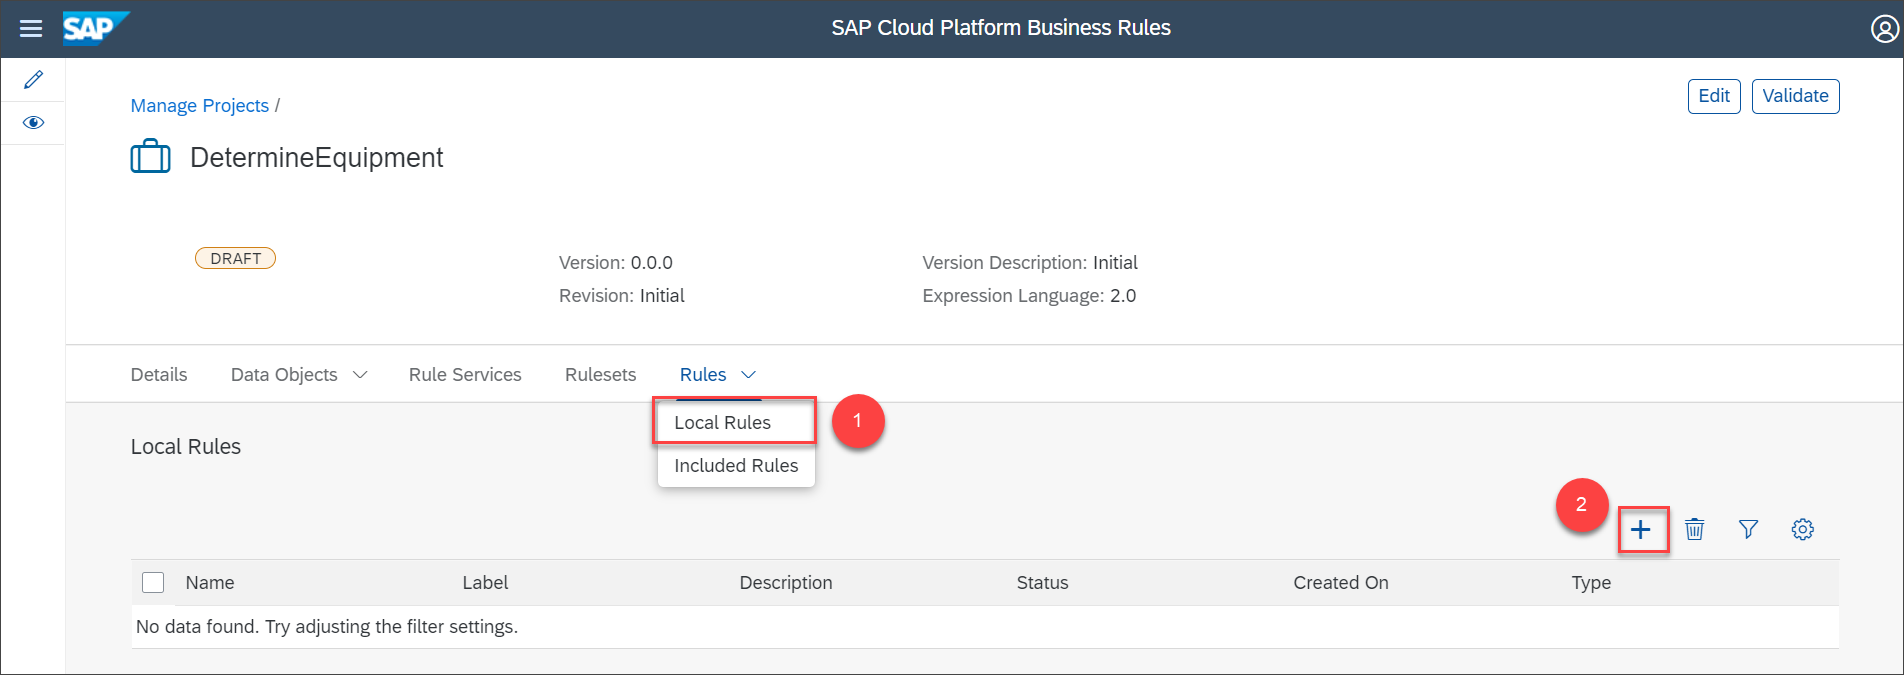 SAP
SAP Cloud Platform Business Rules
Manage Projects /
Edit
Validate
DetermineEquipment
DRAFT
Version: 0.0.0
Version Description: Initial
Revision: Initial
Expression Language: 2.0
Details
Data Objects
Rule Services
Rulesets
Rules
Local Rules
1
Included Rules
Local Rules
2
Name
Label
Description
Status
Created On
Type
No data found. Try adjusting the filter settings.